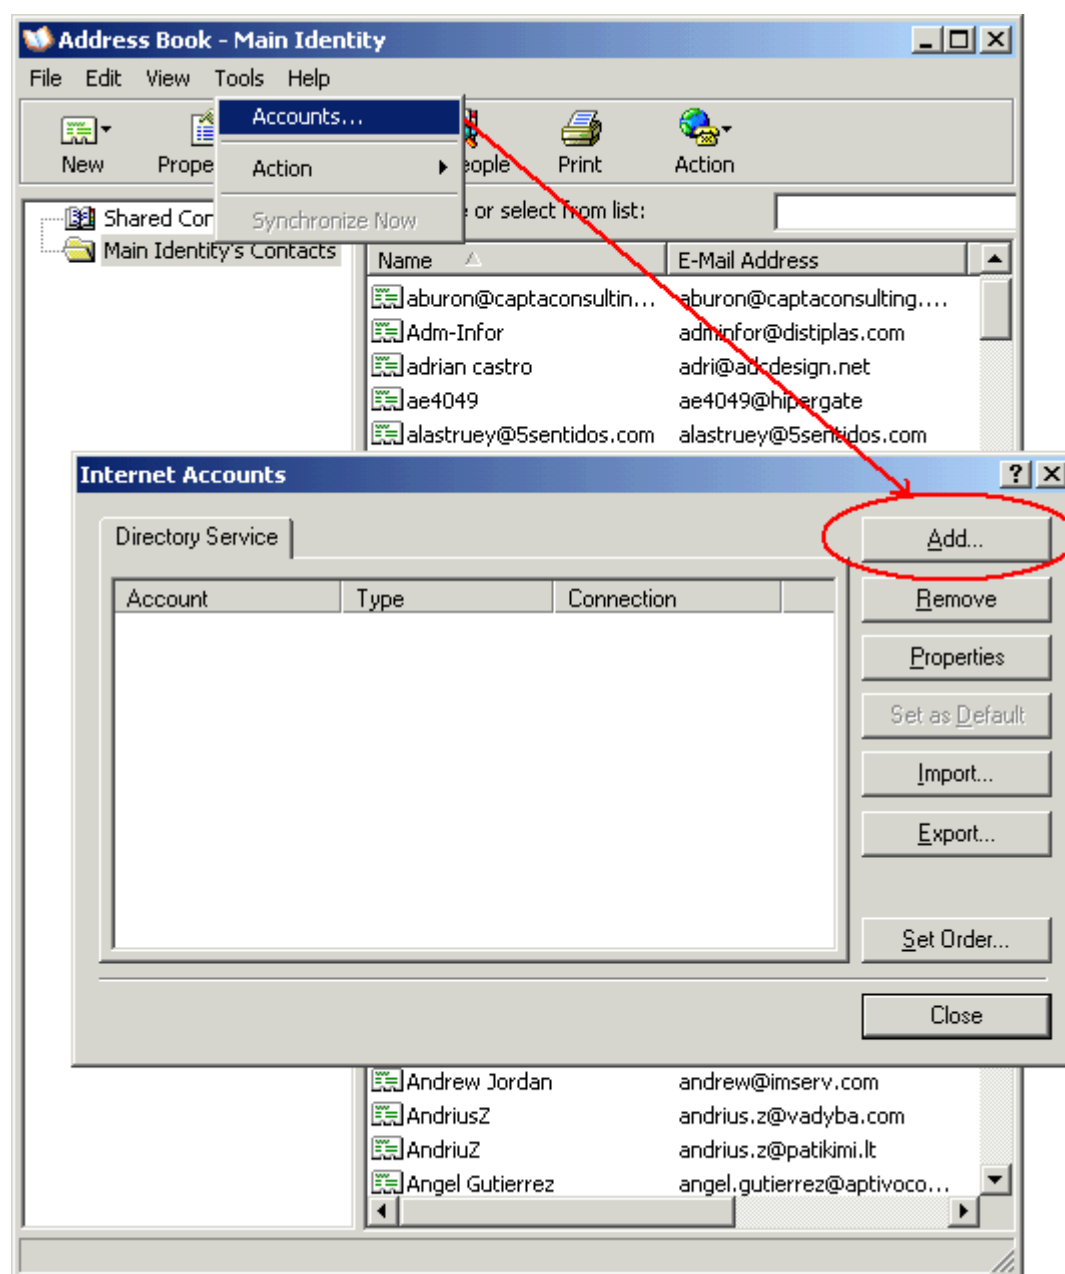 Address Book - Main Identity
File Edit View Tools Help
Accounts...
Action
Synchronize Now
New Print Action
Shared
Main Identity's Contacts
or select from list:
Name E-Mail Address
aburon@captaconsultin... aburon@captaconsulting....
Adm-Infor adminfor@distiplas.com
adrian castro adri@adcdesign.net
ae4049 ae4049@hipergate
alastruey@5sentidos.com alastruey@5sentidos.com
Internet Accounts
Directory Service
Add...
Account Type Connection
Remove
Properties
Set as Default
Import...
Export...
Set Order...
Close
Andrew Jordan andrew@imserv.com
AndriusZ andrius.z@vadyba.com
AndriuZ andrius.z@patikimi.lt
Angel Gutierrez angel.gutierrez@aptivoco...